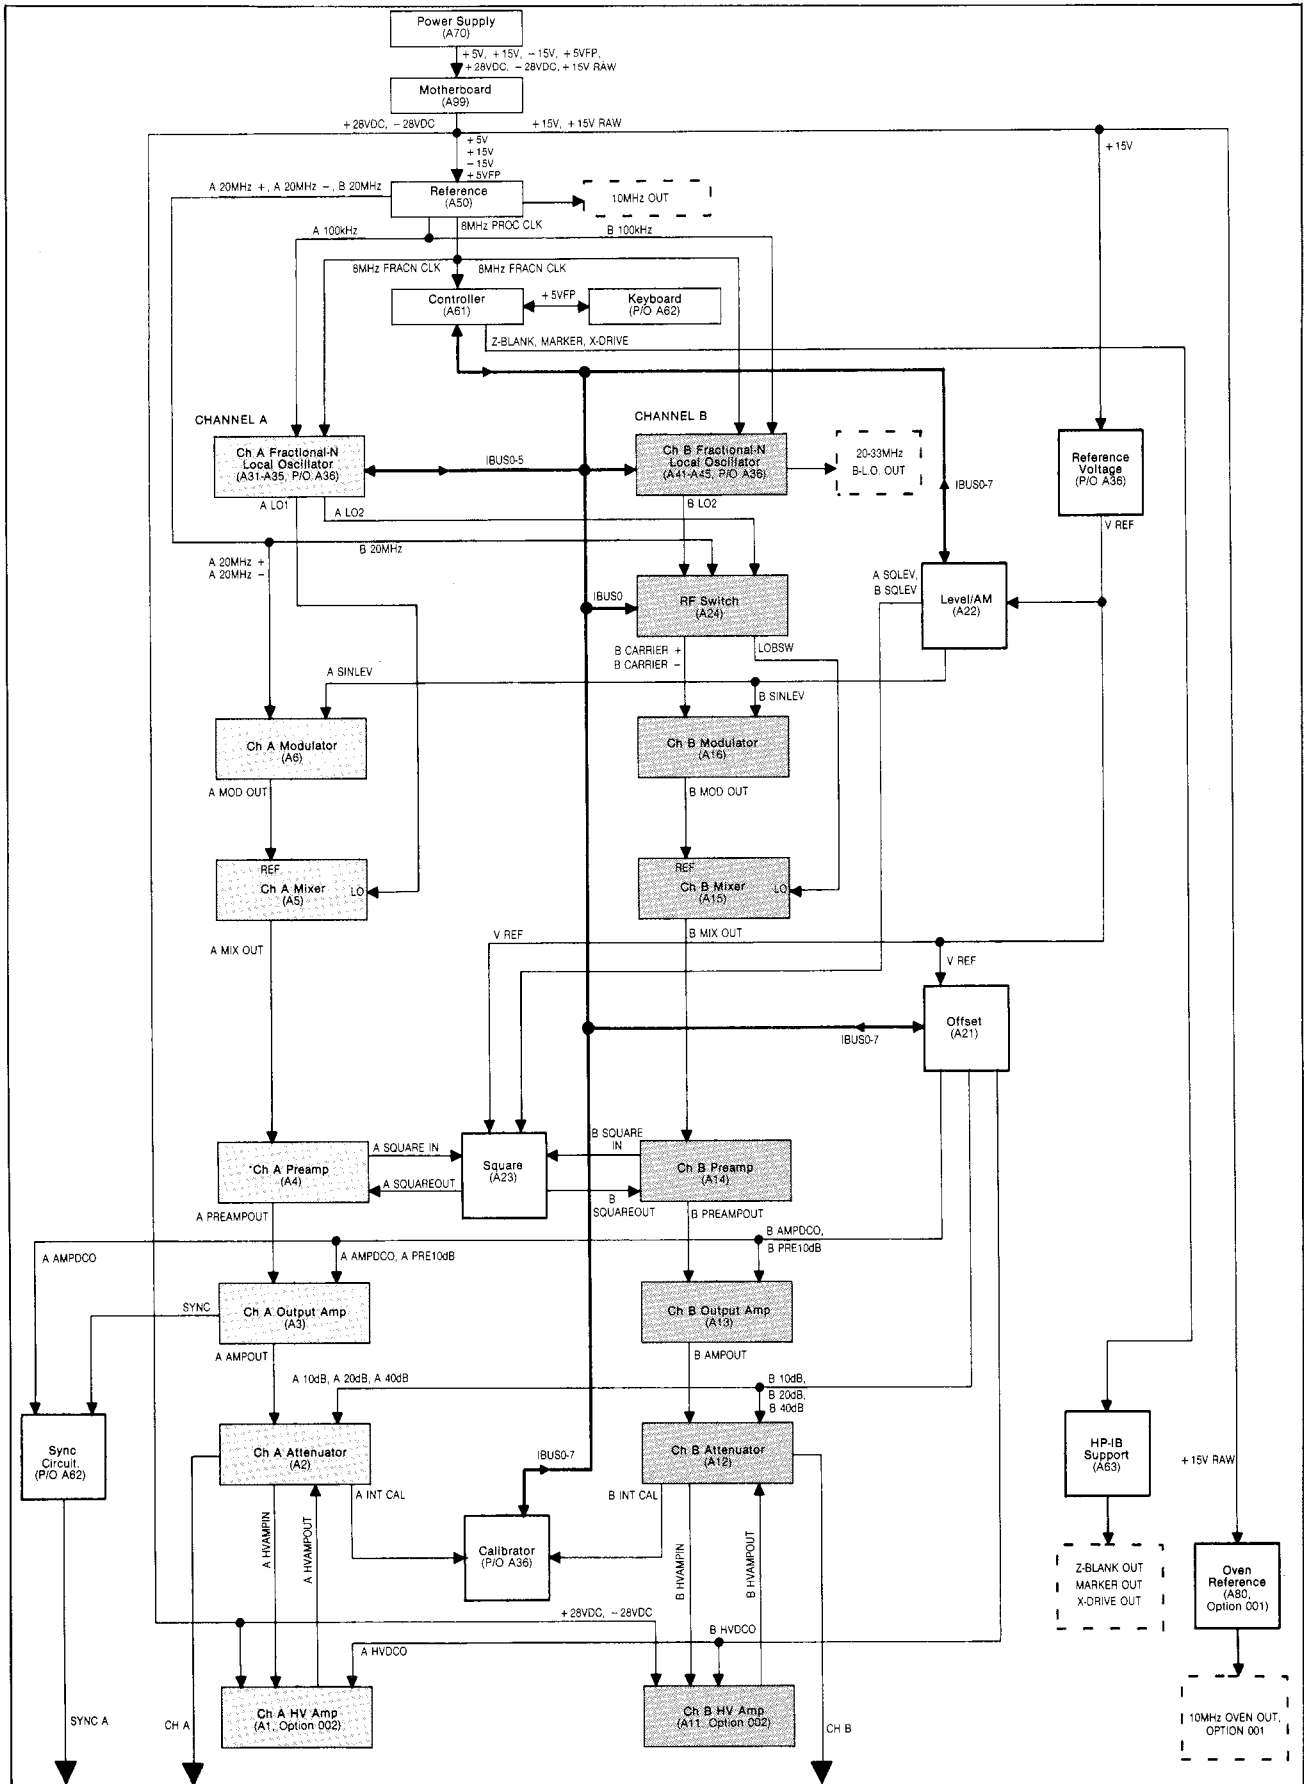 Power Supply
(A70)
+5V, +15V, -15V, +5VFP,
+28VDC, -28VDC, +15V RAW
Motherboard
(A99)
+28VDC, -28VDC
+15V, +15V RAW
+5V
+15V
-15V
+5VFP
+15V
A 20MHz +, A 20MHz -, B 20MHz
Reference
(A50)
10MHz OUT
8MHz PROC CLK
A 100kHz
B 100kHz
8MHz FRACN CLK
8MHz FRACN CLK
Controller
(A61)
+5VFP
Keyboard
(P/O A62)
Z-BLANK, MARKER, X-DRIVE
CHANNEL A
CHANNEL B
Ch A Fractional-N
Local Oscillator
(A31-A35, P/O A36)
IBUS0-5
Ch B Fractional-N
Local Oscillator
(A41-A45, P/O A36)
20-33MHz
B-L.O. OUT
Reference
Voltage
(P/O A36)
IBUS0-7
A LO1
A LO2
B LO2
V REF
B 20MHz
A 20MHz +
A 20MHz -
IBUS0
RF Switch
(A24)
A SQLEV,
B SQLEV
Level/AM
(A22)
B CARRIER +
B CARRIER -
LOBSW
A SINLEV
B SINLEV
Ch A Modulator
(A6)
Ch B Modulator
(A16)
A MOD OUT
B MOD OUT
REF
Ch A Mixer
(A5)
LO
REF
Ch B Mixer
(A15)
LO
A MIX OUT
V REF
B MIX OUT
V REF
Offset
(A21)
IBUS0-7
Ch A Preamp
(A4)
A SQUARE IN
A SQUAREOUT
Square
(A23)
B SQUARE
IN
B
SQUAREOUT
Ch B Preamp
(A14)
A PREAMPOUT
B PREAMPOUT
A AMPDCO
A AMPDCO, A PRE10dB
B AMPDCO,
B PRE10dB
SYNC
Ch A Output Amp
(A3)
Ch B Output Amp
(A13)
A AMPOUT
B AMPOUT
A 10dB, A 20dB, A 40dB
B 10dB,
B 20dB,
B 40dB
Sync
Circuit.
(P/O A62)
Ch A Attenuator
(A2)
IBUS0-7
Ch B Attenuator
(A12)
HP-IB
Support
(A63)
+15V RAW
A INT CAL
B INT CAL
A HVAMPIN
A HVAMPOUT
Calibrator
(P/O A36)
B HVAMPIN
B HVAMPOUT
Z-BLANK OUT
MARKER OUT
X-DRIVE OUT
Oven
Reference
(A80,
Option 001)
+28VDC, -28VDC
A HVDCO
B HVDCO
SYNC A
CH A
Ch A HV Amp
(A1, Option 002)
Ch B HV Amp
(A11, Option 002)
CH B
10MHz OVEN OUT,
OPTION 001